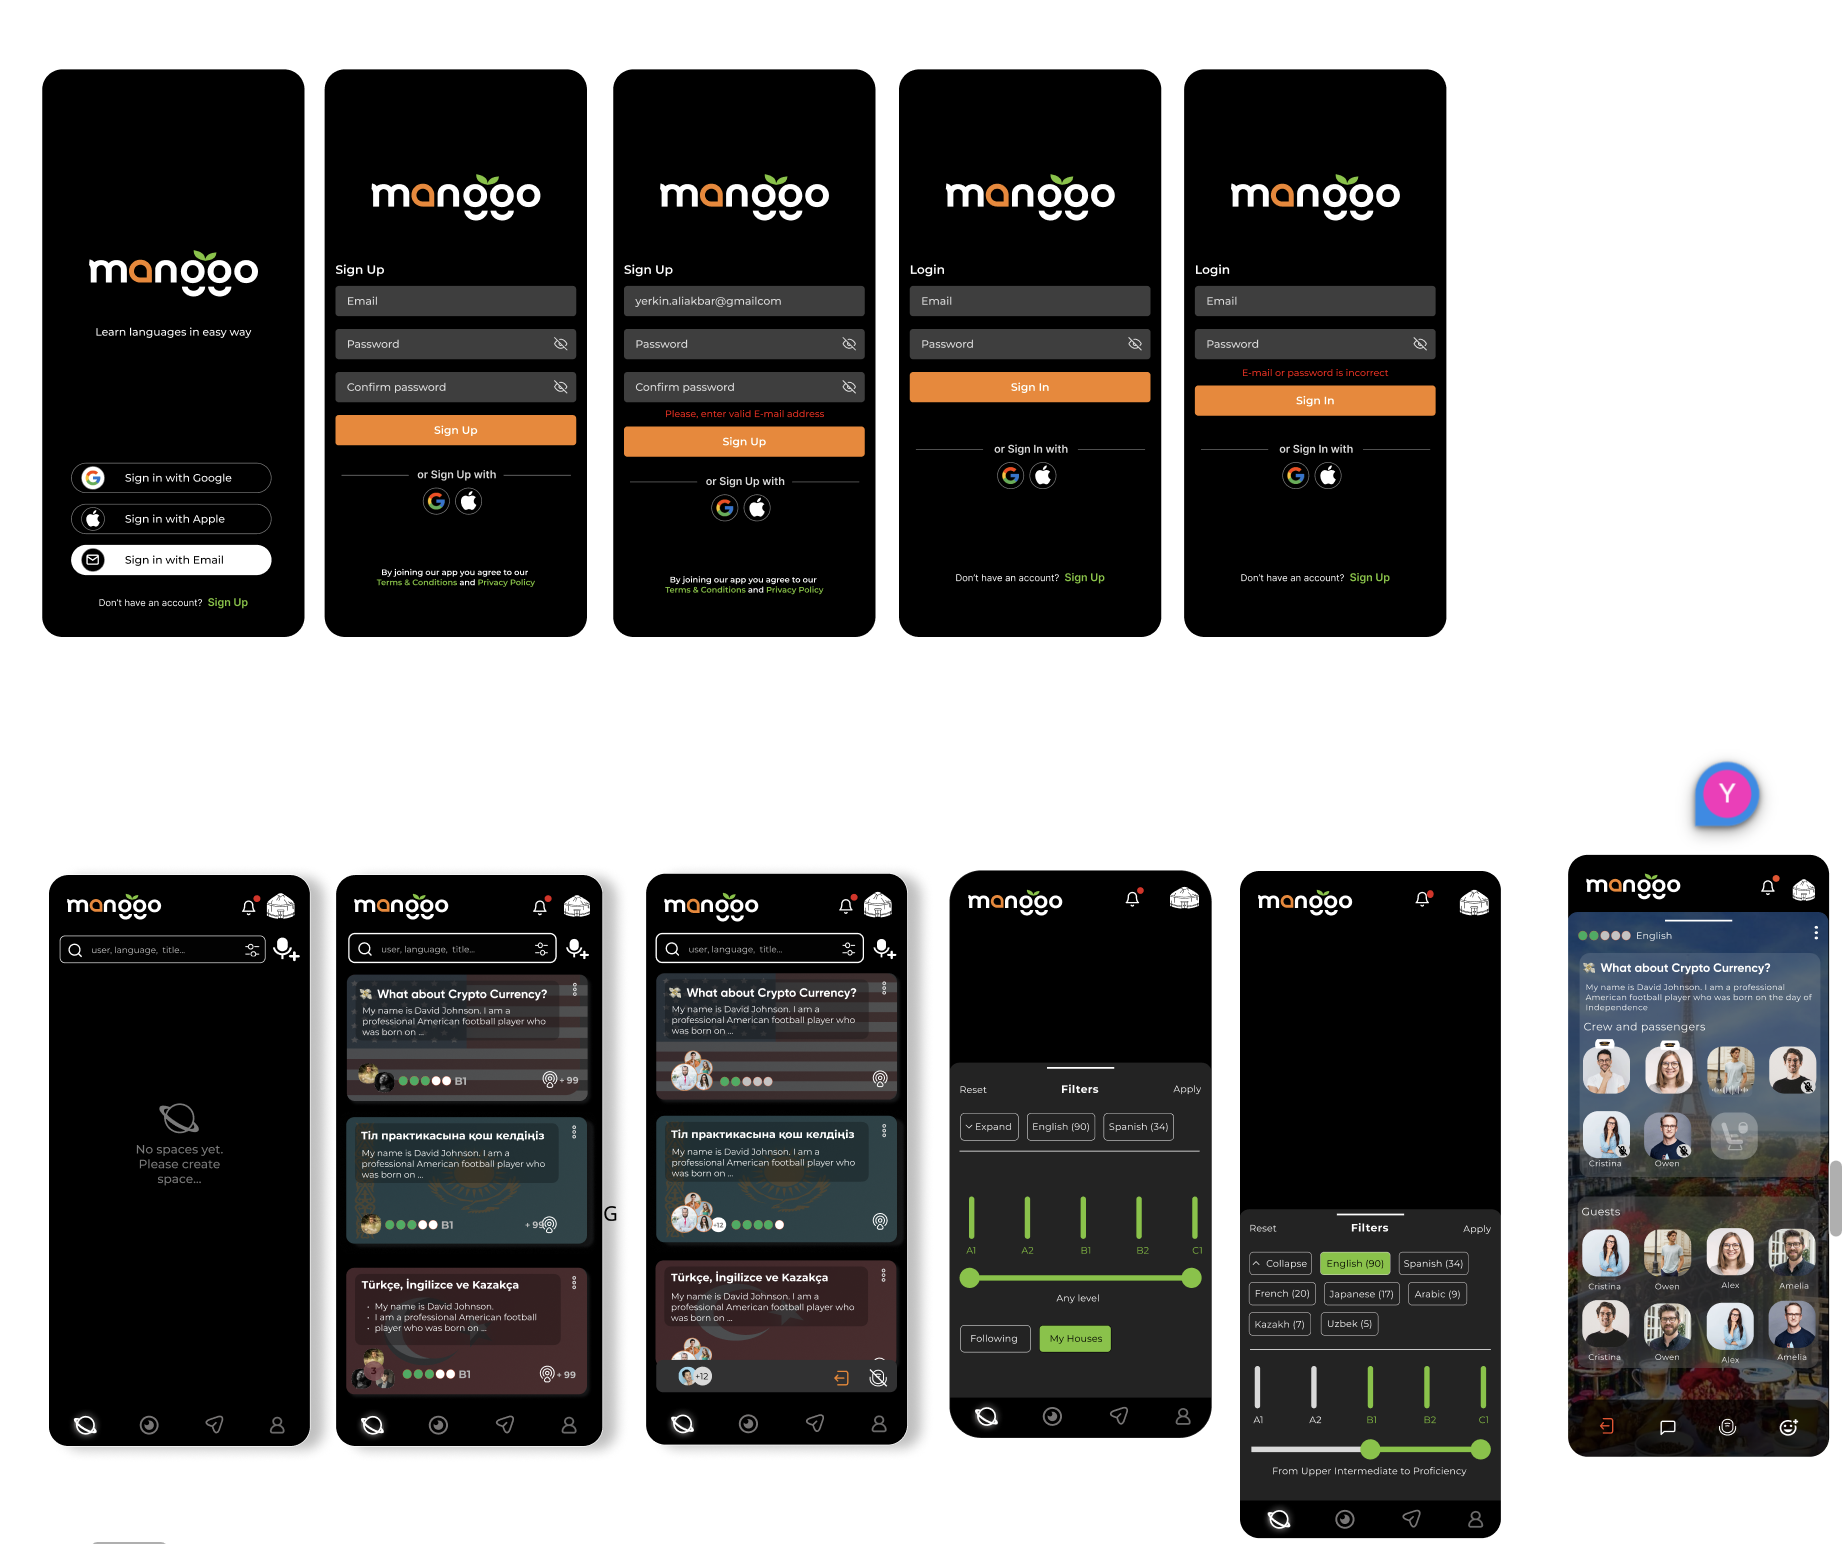 manggo
Learn languages in easy way
Sign in with Google
Sign in with Apple
Sign in with Email
Don't have an account? Sign Up
manggo
Sign Up
Email
Password
Confirm password
Sign Up
or Sign Up with
By joining our app you agree to our
Terms & Conditions and Privacy Policy
manggo
Sign Up
yerkin.aliakbar@gmailcom
Password
Confirm password
Please, enter valid E-mail address
Sign Up
or Sign Up with
By joining our app you agree to our
Terms & Conditions and Privacy Policy
manggo
Login
Email
Password
Sign In
or Sign In with
Don't have an account? Sign Up
manggo
Login
Email
Password
E-mail or password is incorrect
Sign In
or Sign In with
Don't have an account? Sign Up
Y
manggo
user, language, title...
No spaces yet.
Please create
space...
manggo
user, language, title...
What about Crypto Currency?
My name is David Johnson. I am a
professional American football player who
was born on ...
B1
+ 99
Тіл практикасына қош келдіңіз
My name is David Johnson. I am a
professional American football player who
was born on ...
B1
+ 99
Türkçe, İngilizce ve Kazakça
• My name is David Johnson.
• I am a professional American football
• player who was born on ...
3
B1
+ 99
G
manggo
user, language, title...
What about Crypto Currency?
My name is David Johnson. I am a
professional American football player who
was born on ...
Тіл практикасына қош келдіңіз
My name is David Johnson. I am a
professional American football player who
was born on ...
+12
Türkçe, İngilizce ve Kazakça
My name is David Johnson. I am a
professional American football player who
was born on ...
+12
manggo
Reset
Filters
Apply
Expand
English (90)
Spanish (34)
A1
A2
B1
B2
C1
Any level
Following
My Houses
manggo
Reset
Filters
Apply
Collapse
English (90)
Spanish (34)
French (20)
Japanese (17)
Arabic (9)
Kazakh (7)
Uzbek (5)
A1
A2
B1
B2
C1
From Upper Intermediate to Proficiency
manggo
English
What about Crypto Currency?
My name is David Johnson. I am a professional
American football player who was born on the day of
Independence
Crew and passengers
Cristina
Owen
Guests
Cristina
Owen
Alex
Amelia
Cristina
Owen
Alex
Amelia